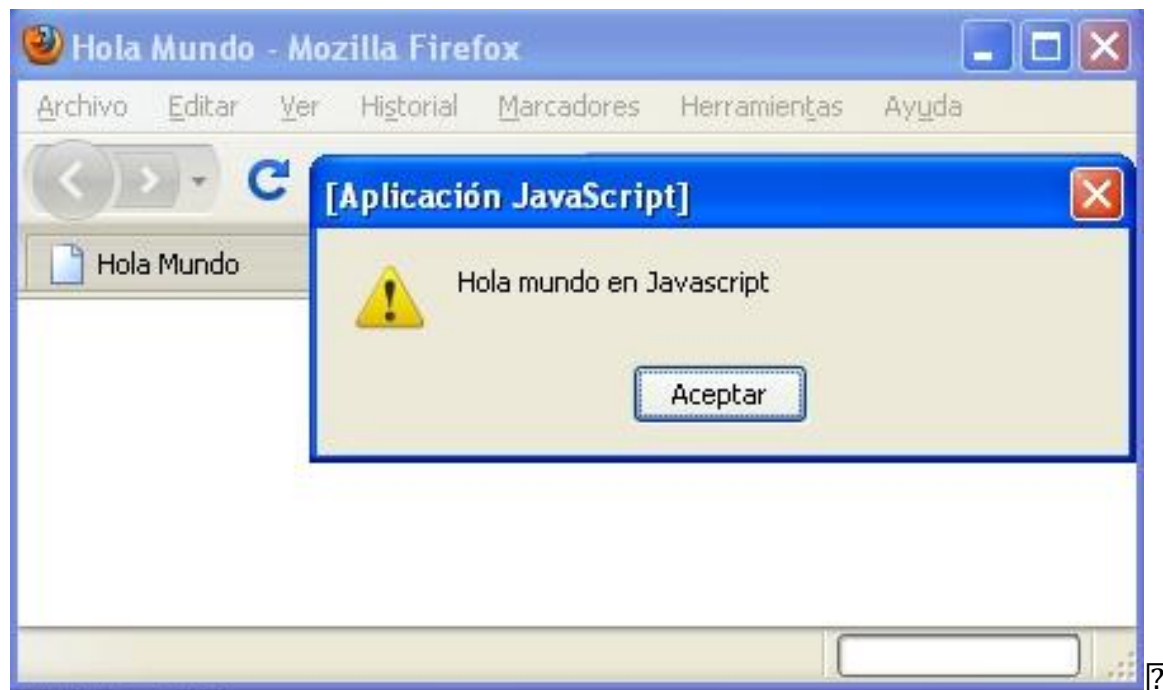 Hola Mundo - Mozilla Firefox
Archivo Editar Ver Historial Marcadores Herramientas Ayuda
[Aplicación JavaScript]
Hola Mundo
Hola mundo en Javascript
Aceptar
?